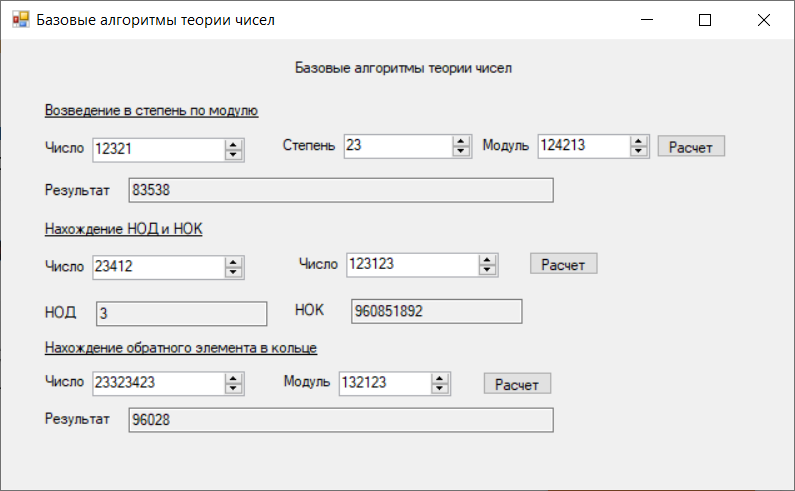 Базовые алгоритмы теории чисел
Базовые алгоритмы теории чисел
Возведение в степень по модулю
Число 12321 Степень 23 Модуль 124213 Расчет
Результат 83538
Нахождение НОД и НОК
Число 23412 Число 123123 Расчет
НОД 3 НОК 960851892
Нахождение обратного элемента в кольце
Число 23323423 Модуль 132123 Расчет
Результат 96028